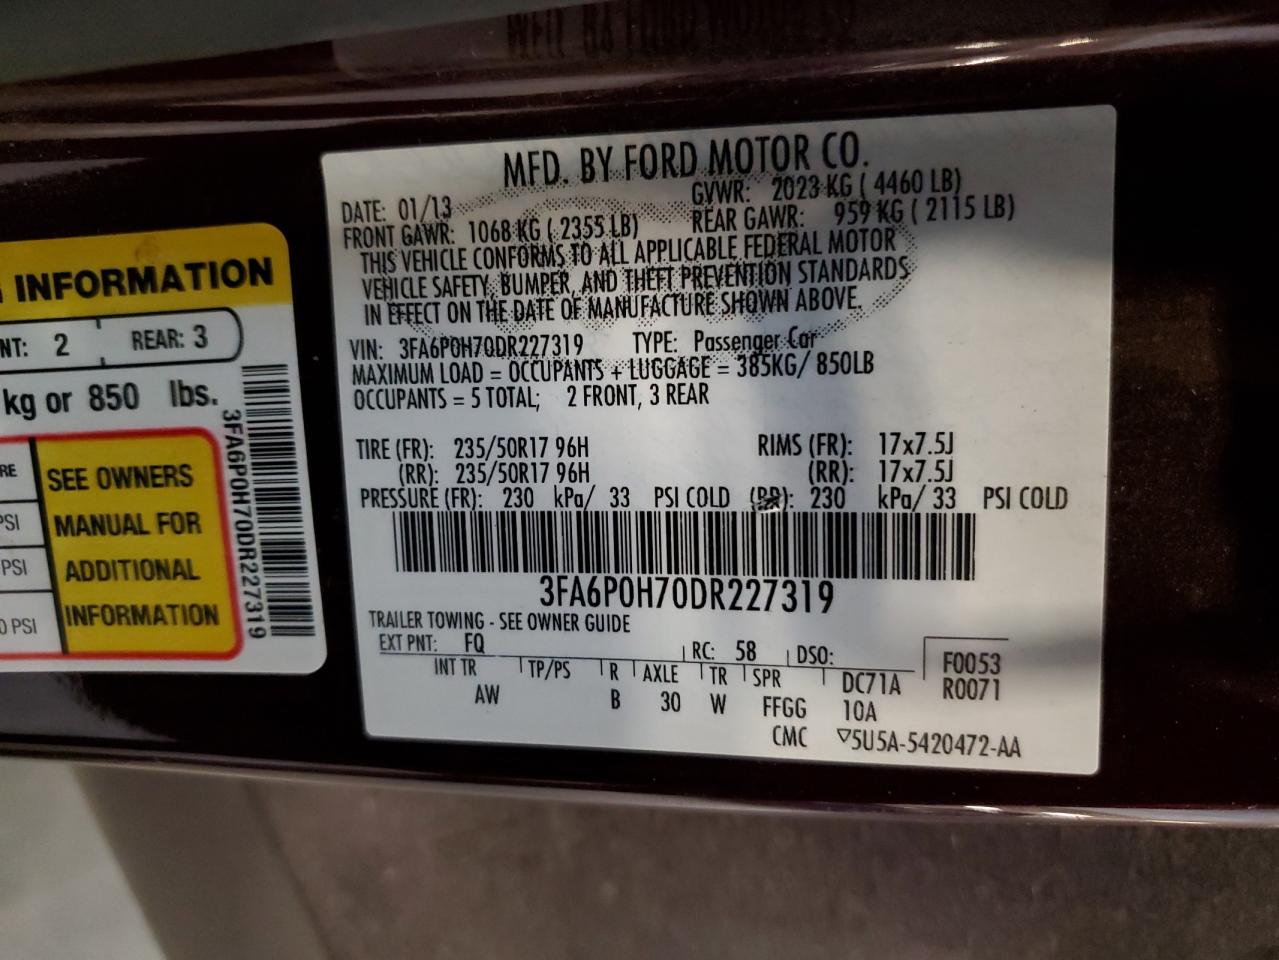 MFD. BY FORD MOTOR CO.
DATE: 01/13 GVWR: 2023 KG ( 4460 LB)
FRONT GAWR: 1068 KG ( 2355 LB) REAR GAWR: 959 KG ( 2115 LB)
THIS VEHICLE CONFORMS TO ALL APPLICABLE FEDERAL MOTOR
VEHICLE SAFETY, BUMPER, AND THEFT PREVENTION STANDARDS
IN EFFECT ON THE DATE OF MANUFACTURE SHOWN ABOVE.
VIN: 3FA6P0H70DR227319 TYPE: Passenger Car
MAXIMUM LOAD = OCCUPANTS + LUGGAGE = 385KG/ 850LB
OCCUPANTS = 5 TOTAL; 2 FRONT, 3 REAR
TIRE (FR): 235/50R17 96H RIMS (FR): 17x7.5J
(RR): 235/50R17 96H (RR): 17x7.5J
PRESSURE (FR): 230 kPa/ 33 PSI COLD (RR): 230 kPa/ 33 PSI COLD
3FA6P0H70DR227319
TRAILER TOWING - SEE OWNER GUIDE
EXT PNT: FQ RC: 58 DSO: F0053
INT TR TP/PS R AXLE TR SPR DC71A R0071
AW B 30 W FFGG 10A
CMC ▽5U5A-5420472-AA
INFORMATION
NT: 2 REAR: 3
kg or 850 lbs.
3FA6P0H70DR227319
RE
PSI
PSI
0 PSI
SEE OWNERS
MANUAL FOR
ADDITIONAL
INFORMATION